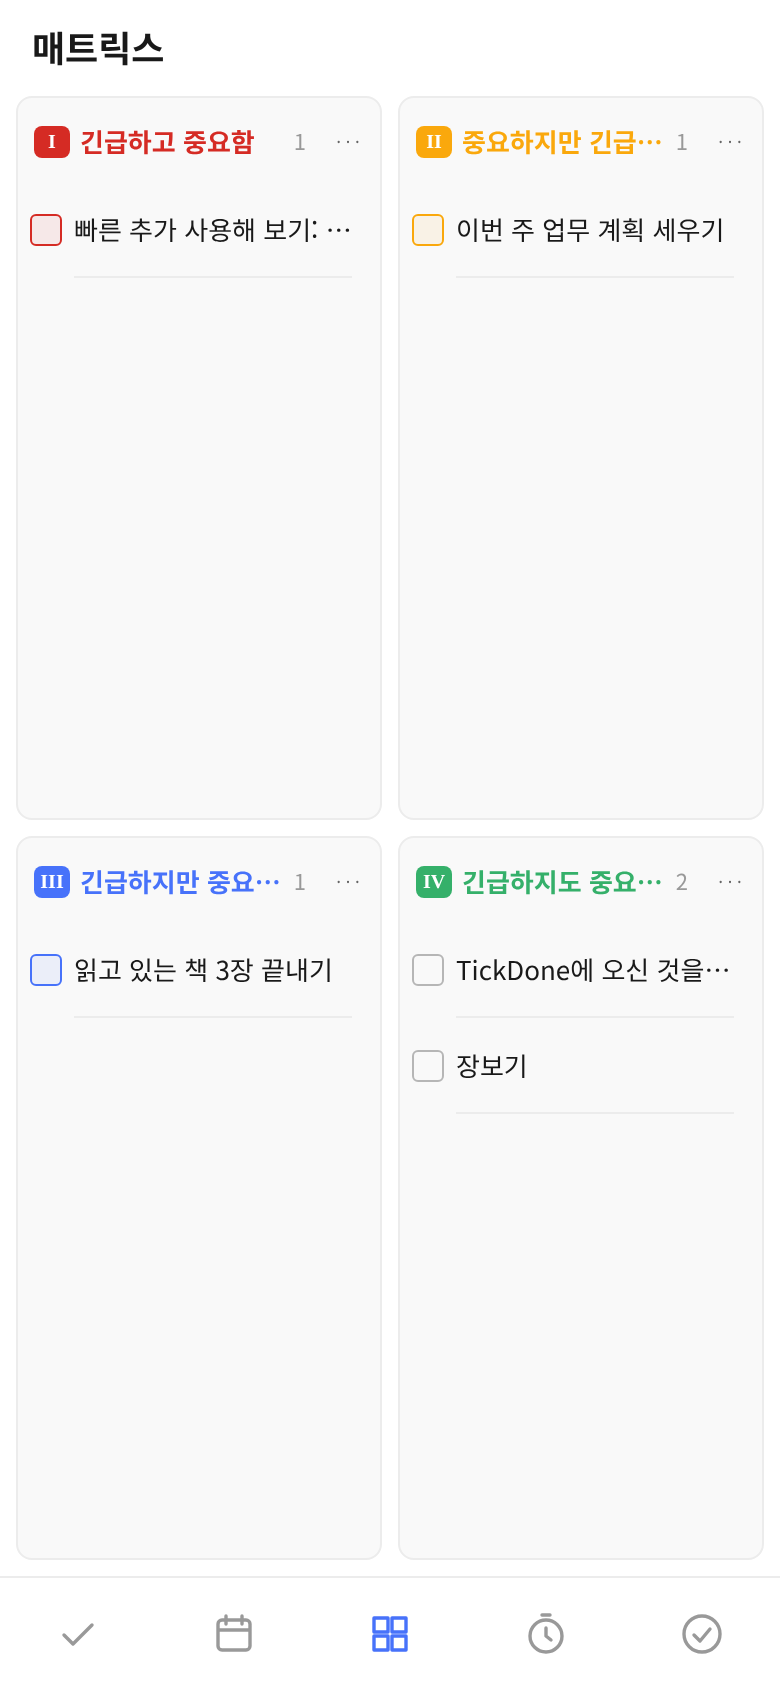 매트릭스
I 긴급하고 중요함 1 ···
빠른 추가 사용해 보기: ···
II 중요하지만 긴급··· 1 ···
이번 주 업무 계획 세우기
III 긴급하지만 중요··· 1 ···
읽고 있는 책 3장 끝내기
IV 긴급하지도 중요··· 2 ···
TickDone에 오신 것을···
장보기